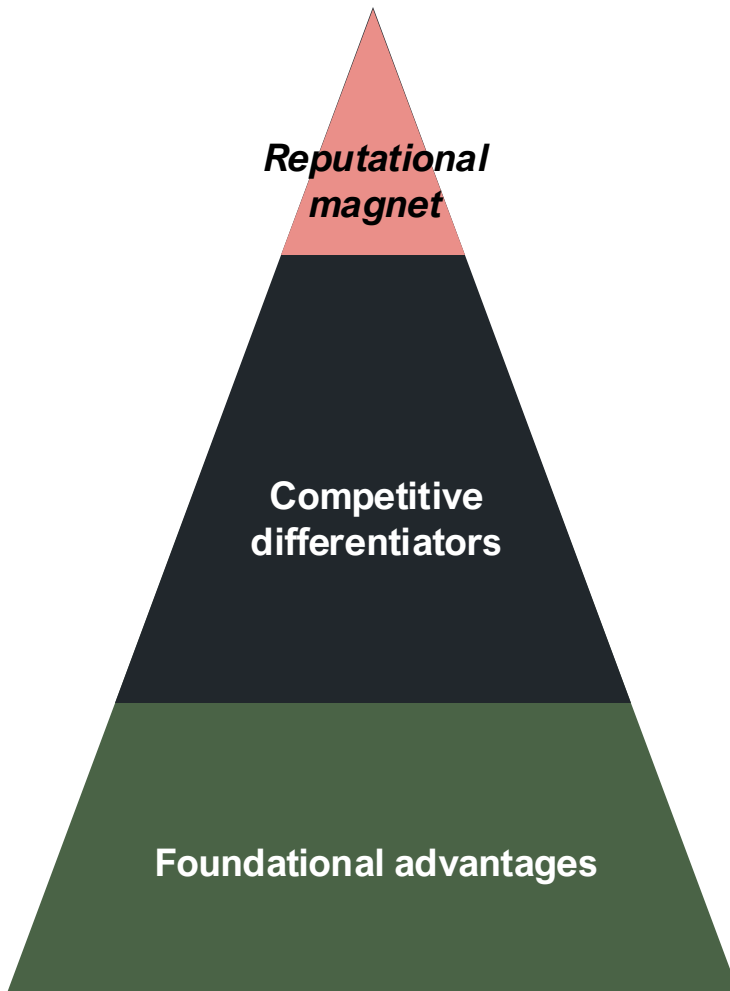 Reputational
magnet
Competitive
differentiators
Foundational advantages